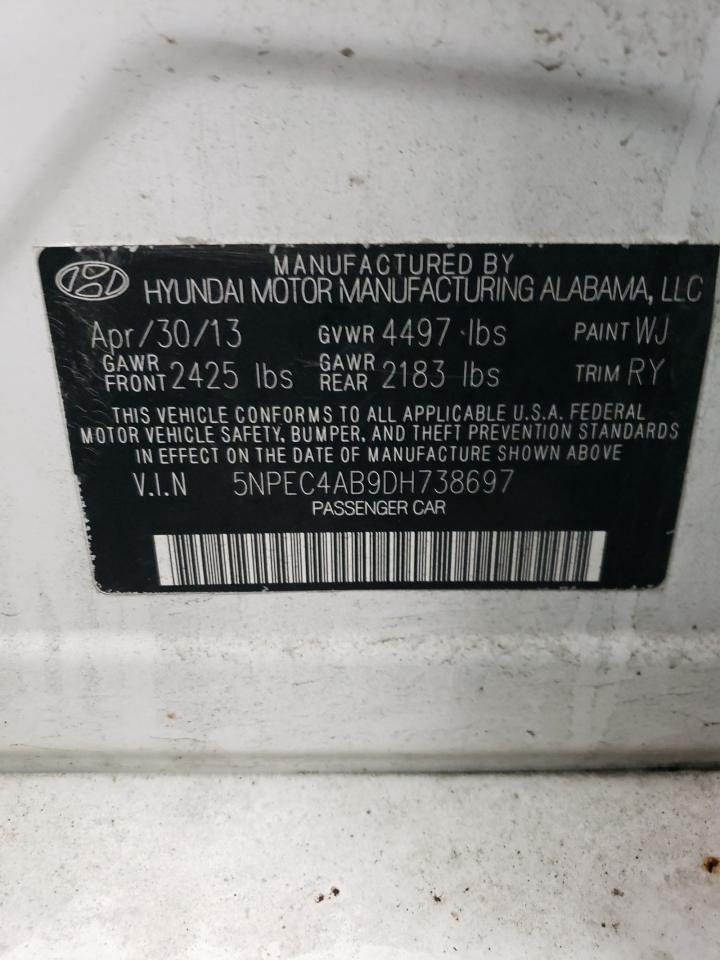 MANUFACTURED BY
HYUNDAI MOTOR MANUFACTURING ALABAMA, LLC
Apr/30/13 GVWR 4497 lbs PAINT WJ
GAWR FRONT 2425 lbs GAWR REAR 2183 lbs TRIM RY
THIS VEHICLE CONFORMS TO ALL APPLICABLE U.S.A. FEDERAL
MOTOR VEHICLE SAFETY, BUMPER, AND THEFT PREVENTION STANDARDS
IN EFFECT ON THE DATE OF MANUFACTURE SHOWN ABOVE.
V.I.N 5NPEC4AB9DH738697
PASSENGER CAR